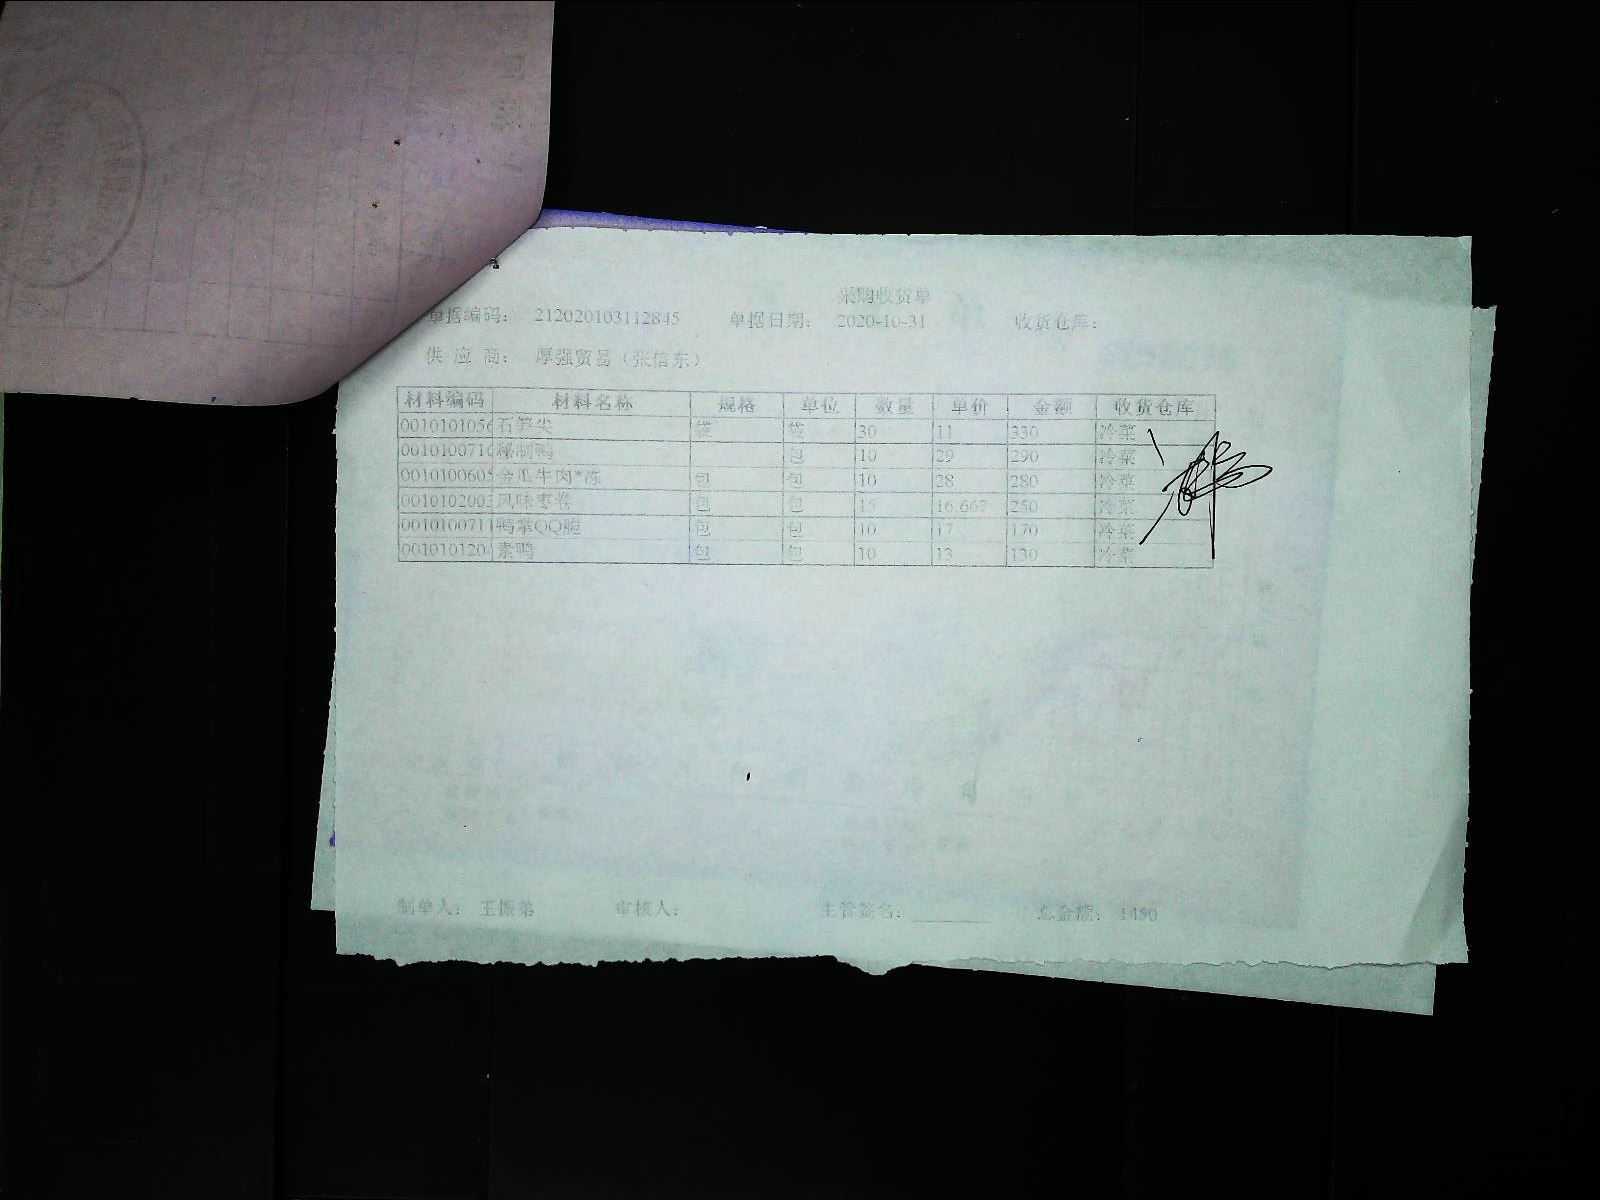 采购收货单
单据编码： 212020103112845 单据日期： 2020-10-31 收货仓库：
供 应 商： 厚强贸易（张信东）
材料编码 材料名称 规格 单位 数量 单价 金额 收货仓库
0010101056 石笋尖 袋 袋 30 11 330 冷菜
0010100710 秘制鸭 包 10 29 290 冷菜
0010100605 金瓜牛肉*冻 包 包 10 28 280 冷菜
0010102003 风味枣卷 包 包 15 16.667 250 冷菜
0010100711 鸭掌QQ脆 包 包 10 17 170 冷菜
001010120 素鸭 包 包 10 13 130 冷菜
制单人： 王振弟 审核人： 主管签名： 总金额： 1450